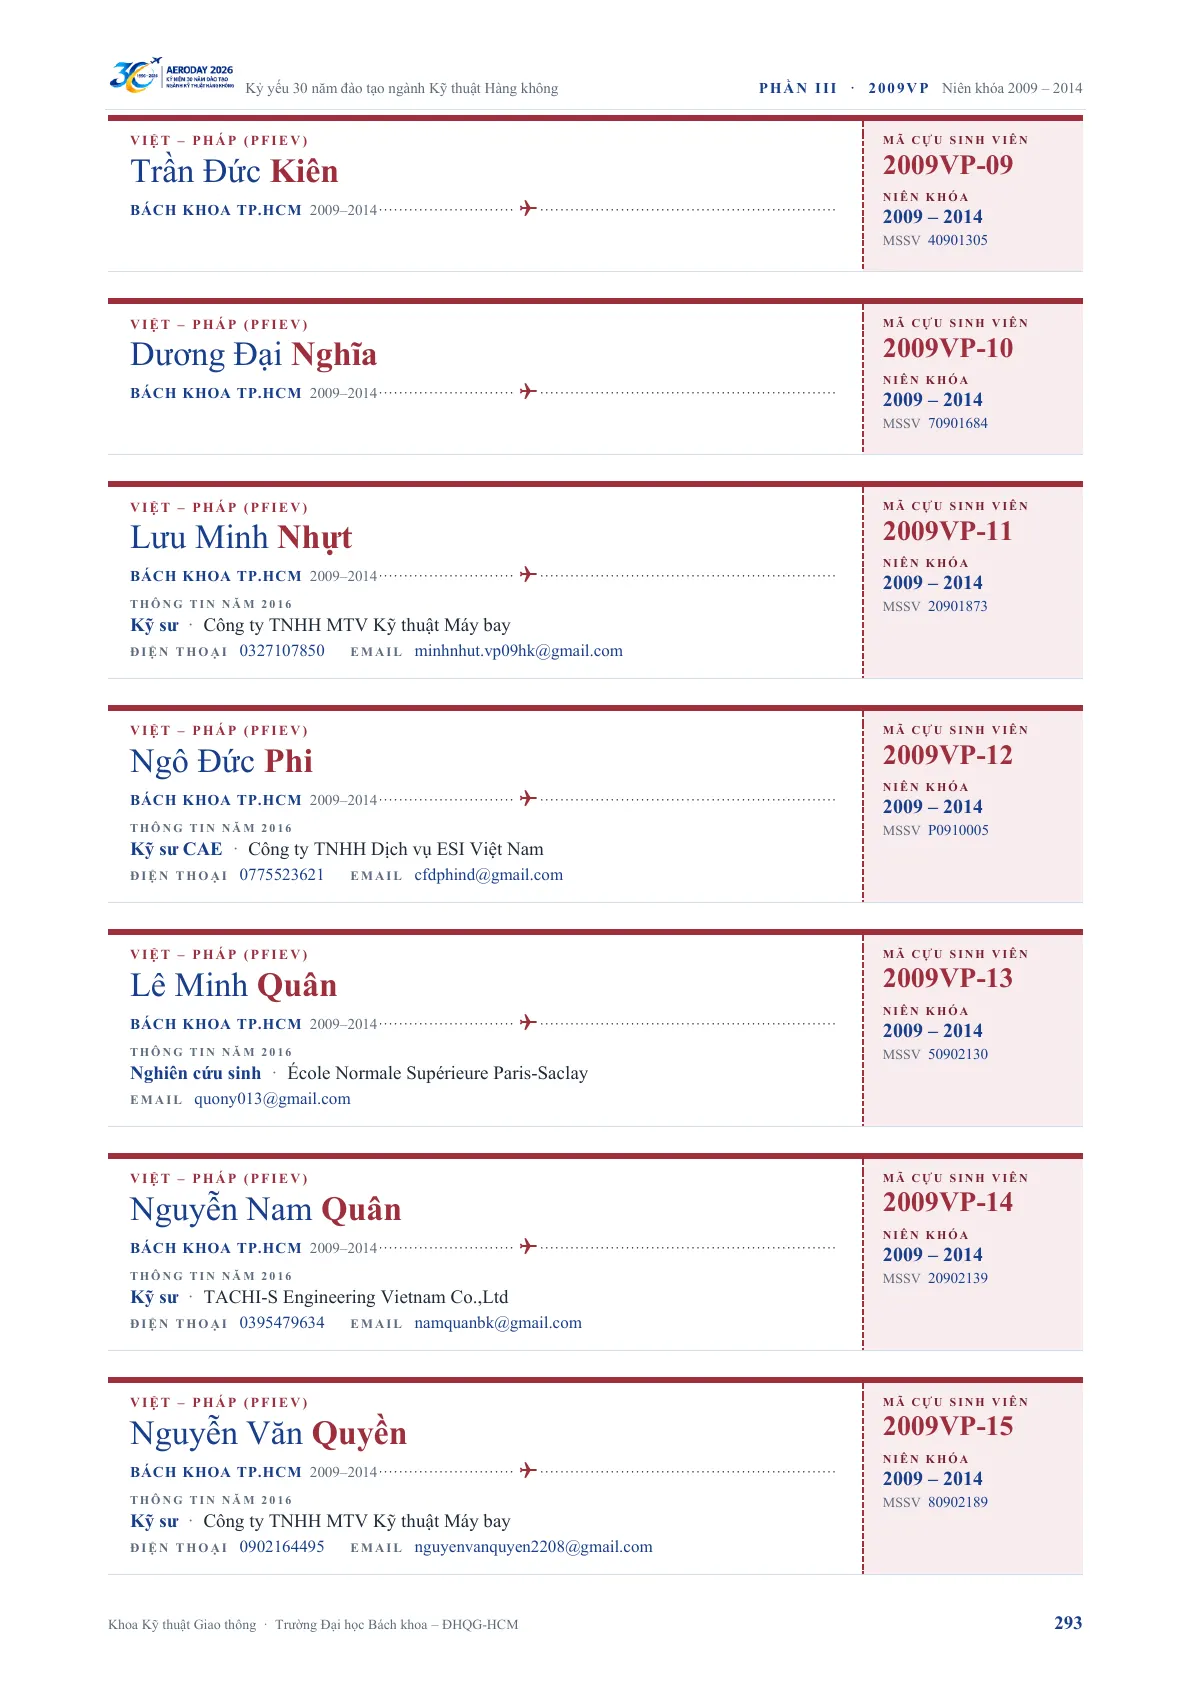 AERODAY 2026
KỶ NIỆM 30 NĂM ĐÀO TẠO
NGÀNH KỸ THUẬT HÀNG KHÔNG
1996 - 2026
Kỷ yếu 30 năm đào tạo ngành Kỹ thuật Hàng không
PHẦN III · 2009VP Niên khóa 2009 – 2014
VIỆT – PHÁP (PFIEV)
Trần Đức Kiên
BÁCH KHOA TP.HCM 2009–2014
MÃ CỰU SINH VIÊN
2009VP-09
NIÊN KHÓA
2009 – 2014
MSSV 40901305
VIỆT – PHÁP (PFIEV)
Dương Đại Nghĩa
BÁCH KHOA TP.HCM 2009–2014
MÃ CỰU SINH VIÊN
2009VP-10
NIÊN KHÓA
2009 – 2014
MSSV 70901684
VIỆT – PHÁP (PFIEV)
Lưu Minh Nhựt
BÁCH KHOA TP.HCM 2009–2014
THÔNG TIN NĂM 2016
Kỹ sư · Công ty TNHH MTV Kỹ thuật Máy bay
ĐIỆN THOẠI 0327107850 EMAIL minhnhut.vp09hk@gmail.com
MÃ CỰU SINH VIÊN
2009VP-11
NIÊN KHÓA
2009 – 2014
MSSV 20901873
VIỆT – PHÁP (PFIEV)
Ngô Đức Phi
BÁCH KHOA TP.HCM 2009–2014
THÔNG TIN NĂM 2016
Kỹ sư CAE · Công ty TNHH Dịch vụ ESI Việt Nam
ĐIỆN THOẠI 0775523621 EMAIL cfdphind@gmail.com
MÃ CỰU SINH VIÊN
2009VP-12
NIÊN KHÓA
2009 – 2014
MSSV P0910005
VIỆT – PHÁP (PFIEV)
Lê Minh Quân
BÁCH KHOA TP.HCM 2009–2014
THÔNG TIN NĂM 2016
Nghiên cứu sinh · École Normale Supérieure Paris-Saclay
EMAIL quony013@gmail.com
MÃ CỰU SINH VIÊN
2009VP-13
NIÊN KHÓA
2009 – 2014
MSSV 50902130
VIỆT – PHÁP (PFIEV)
Nguyễn Nam Quân
BÁCH KHOA TP.HCM 2009–2014
THÔNG TIN NĂM 2016
Kỹ sư · TACHI-S Engineering Vietnam Co.,Ltd
ĐIỆN THOẠI 0395479634 EMAIL namquanbk@gmail.com
MÃ CỰU SINH VIÊN
2009VP-14
NIÊN KHÓA
2009 – 2014
MSSV 20902139
VIỆT – PHÁP (PFIEV)
Nguyễn Văn Quyền
BÁCH KHOA TP.HCM 2009–2014
THÔNG TIN NĂM 2016
Kỹ sư · Công ty TNHH MTV Kỹ thuật Máy bay
ĐIỆN THOẠI 0902164495 EMAIL nguyenvanquyen2208@gmail.com
MÃ CỰU SINH VIÊN
2009VP-15
NIÊN KHÓA
2009 – 2014
MSSV 80902189
Khoa Kỹ thuật Giao thông · Trường Đại học Bách khoa – ĐHQG-HCM
293